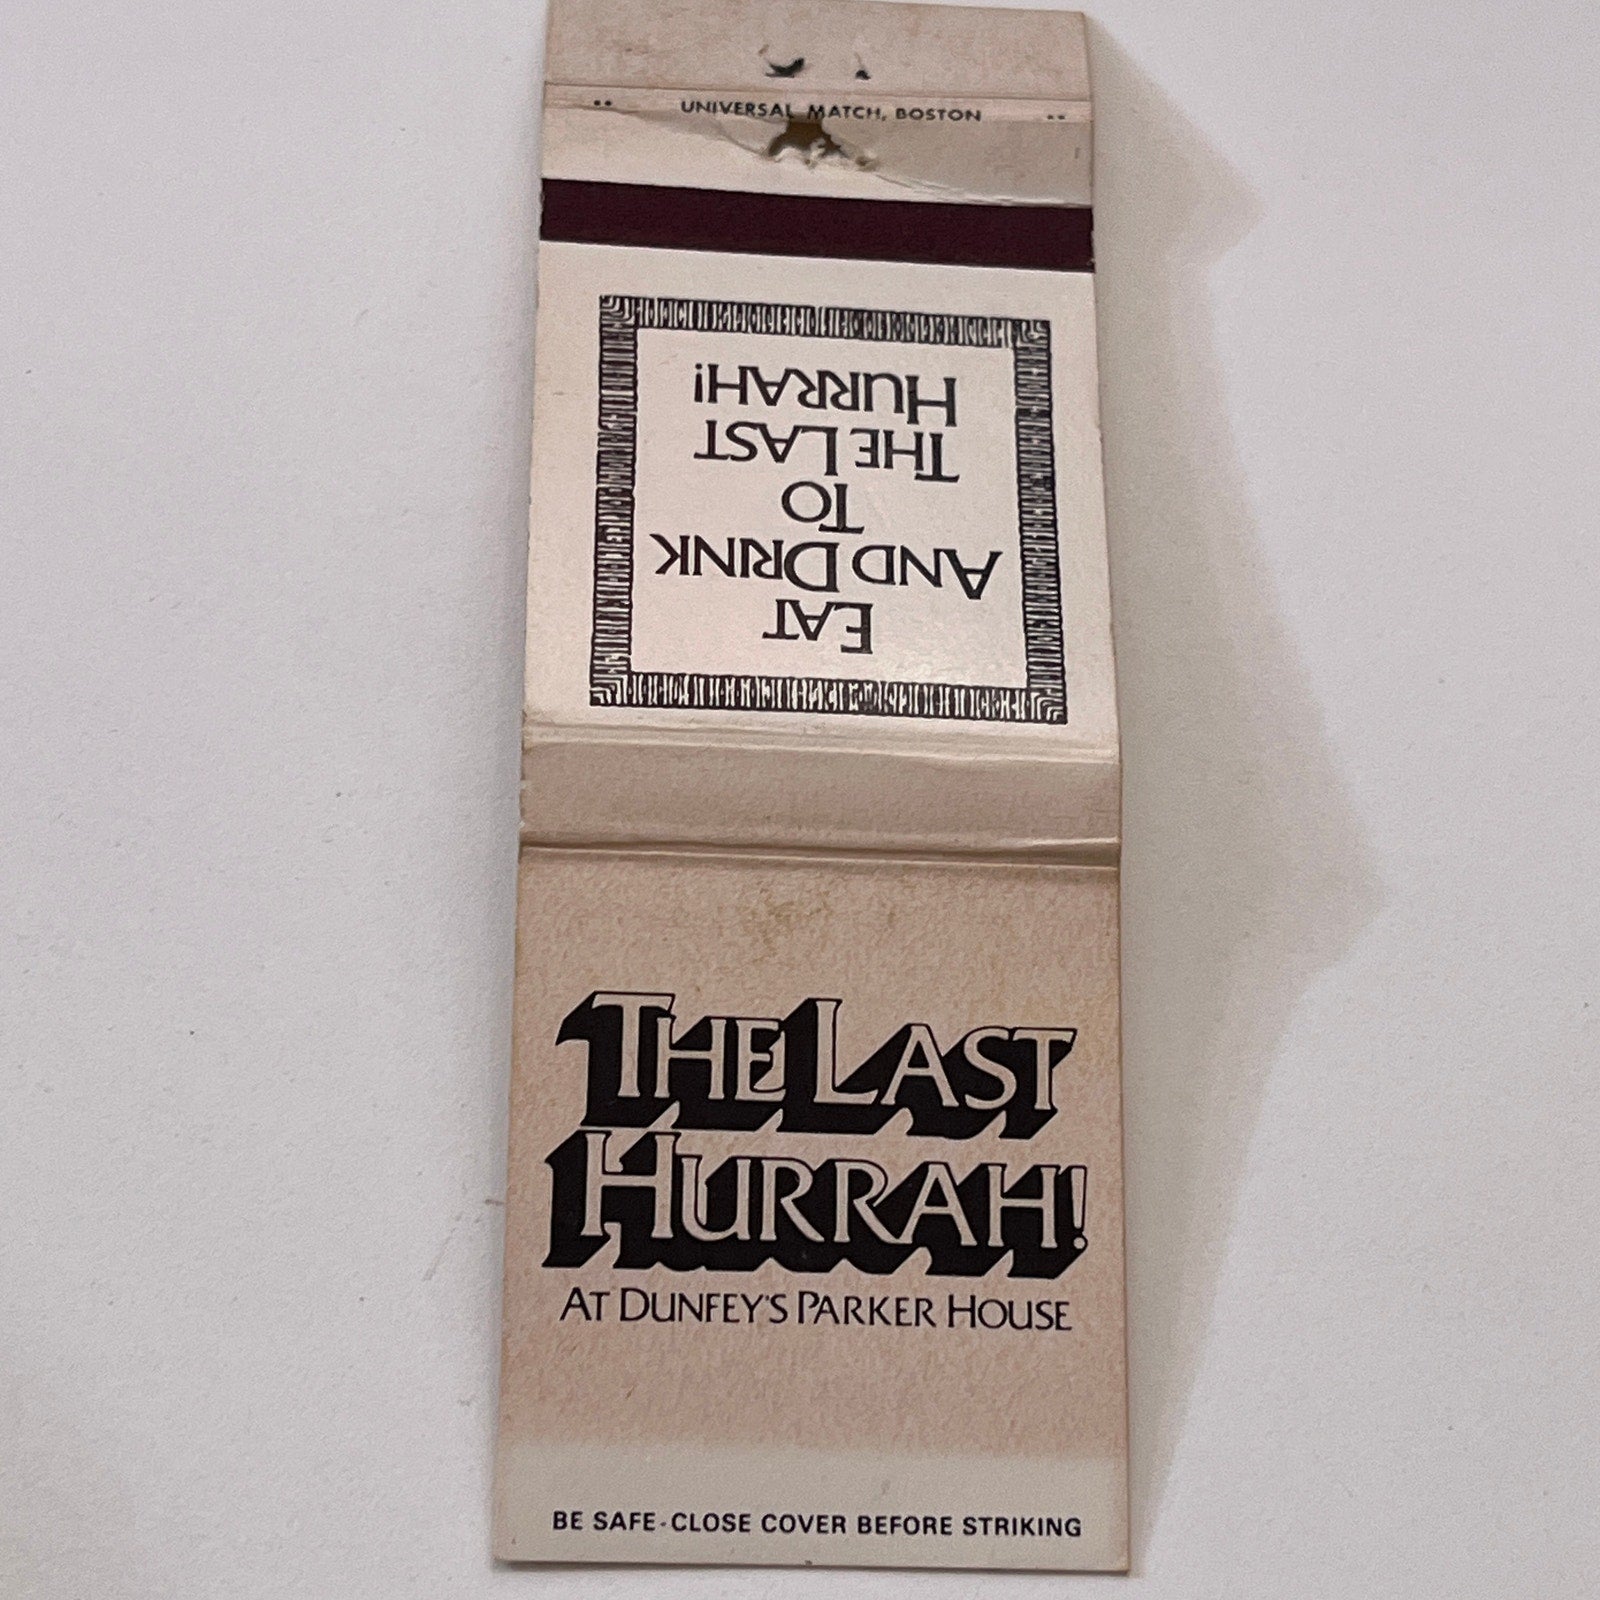 UNIVERSAL MATCH, BOSTON
EAT
AND DRINK
TO
THE LAST
HURRAH!
THE LAST
HURRAH!
AT DUNFEY'S PARKER HOUSE
BE SAFE-CLOSE COVER BEFORE STRIKING